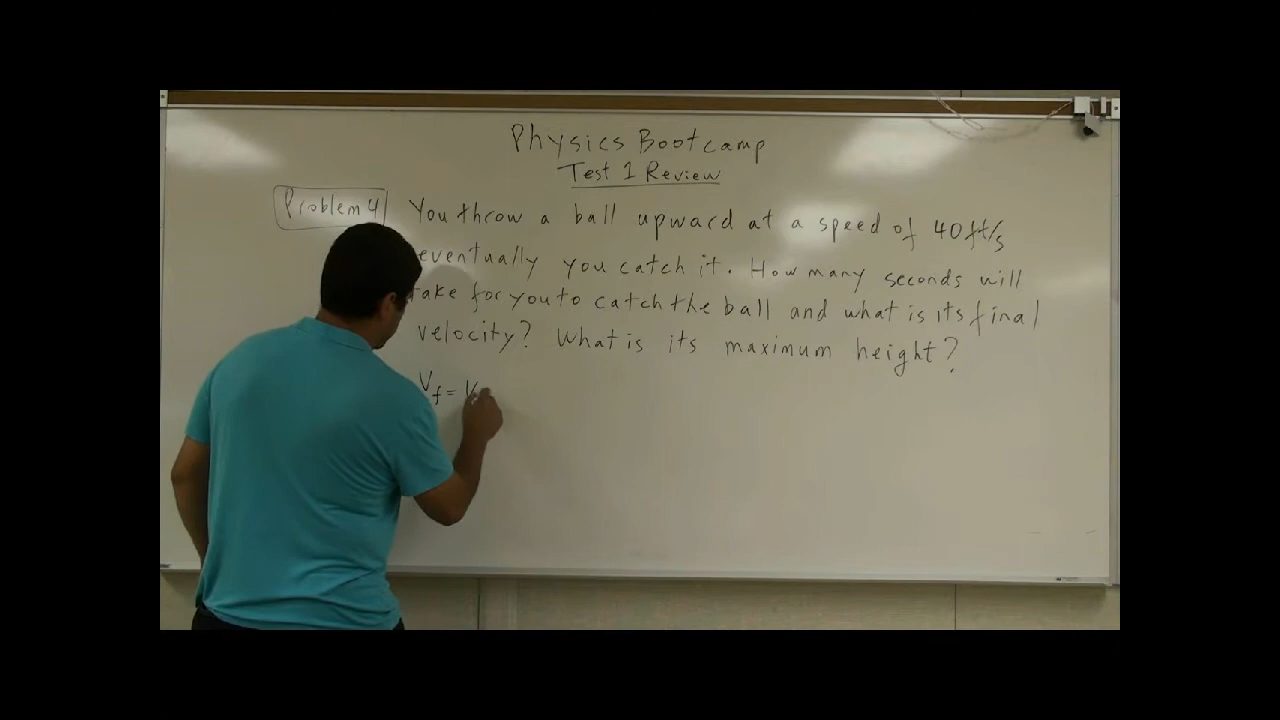 Physics Bootcamp
Test 1 Review
Problem 4 You throw a ball upward at a speed of 40 ft/s
eventually you catch it. How many seconds will
take for you to catch the ball and what is its final
velocity? What is its maximum height?
Vf = V